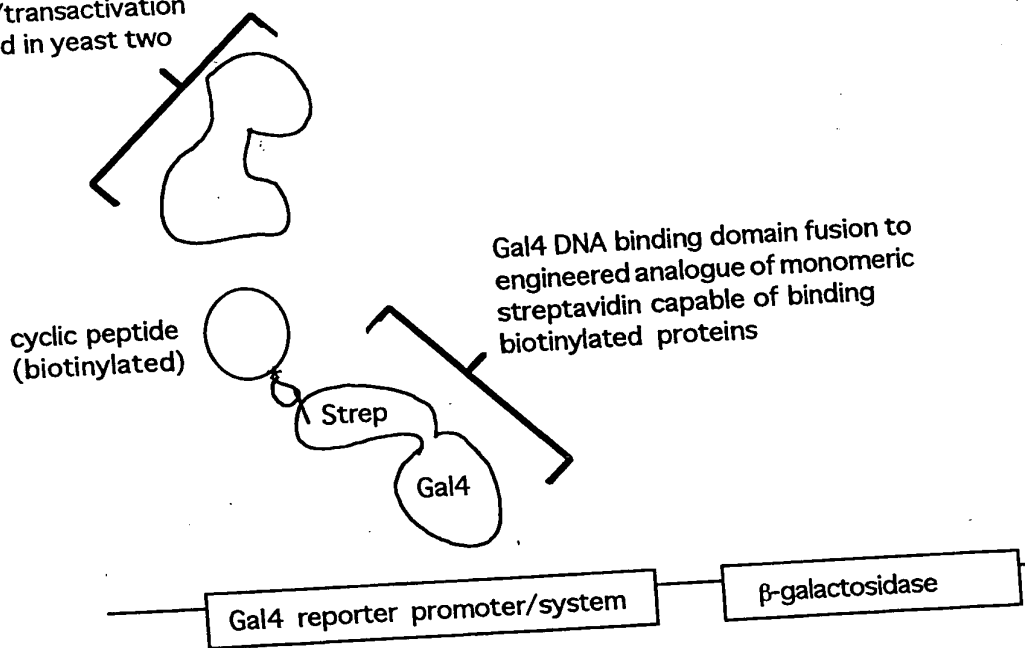 /transactivation
d in yeast two
Gal4 DNA binding domain fusion to
engineered analogue of monomeric
streptavidin capable of binding
biotinylated proteins
cyclic peptide
(biotinylated)
Strep
Gal4
Gal4 reporter promoter/system
β-galactosidase